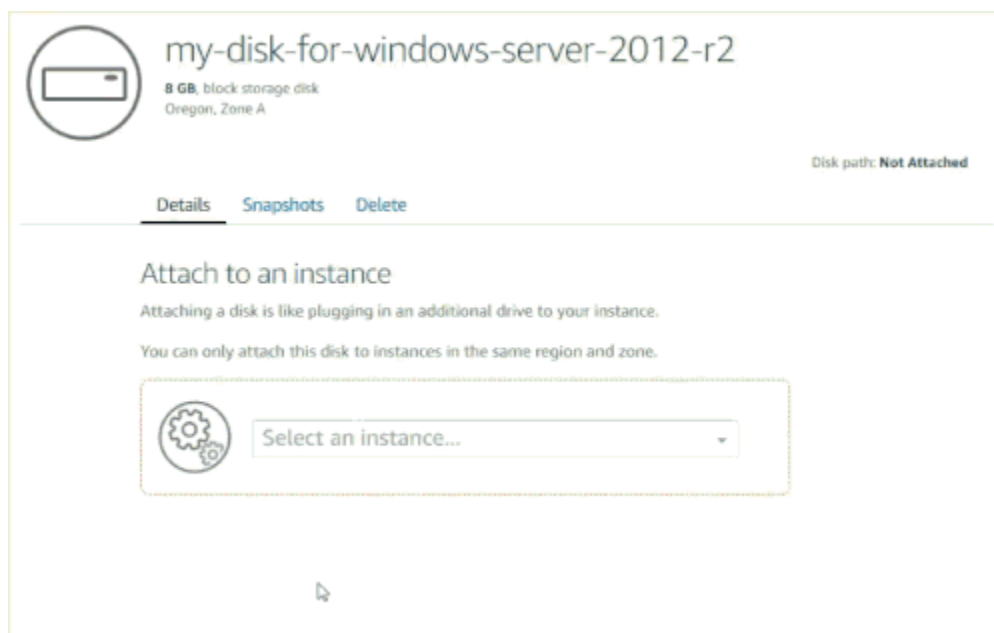 my-disk-for-windows-server-2012-r2
8 GB, block storage disk
Oregon, Zone A
Disk path: Not Attached
Details Snapshots Delete
Attach to an instance
Attaching a disk is like plugging in an additional drive to your instance.
You can only attach this disk to instances in the same region and zone.
Select an instance...